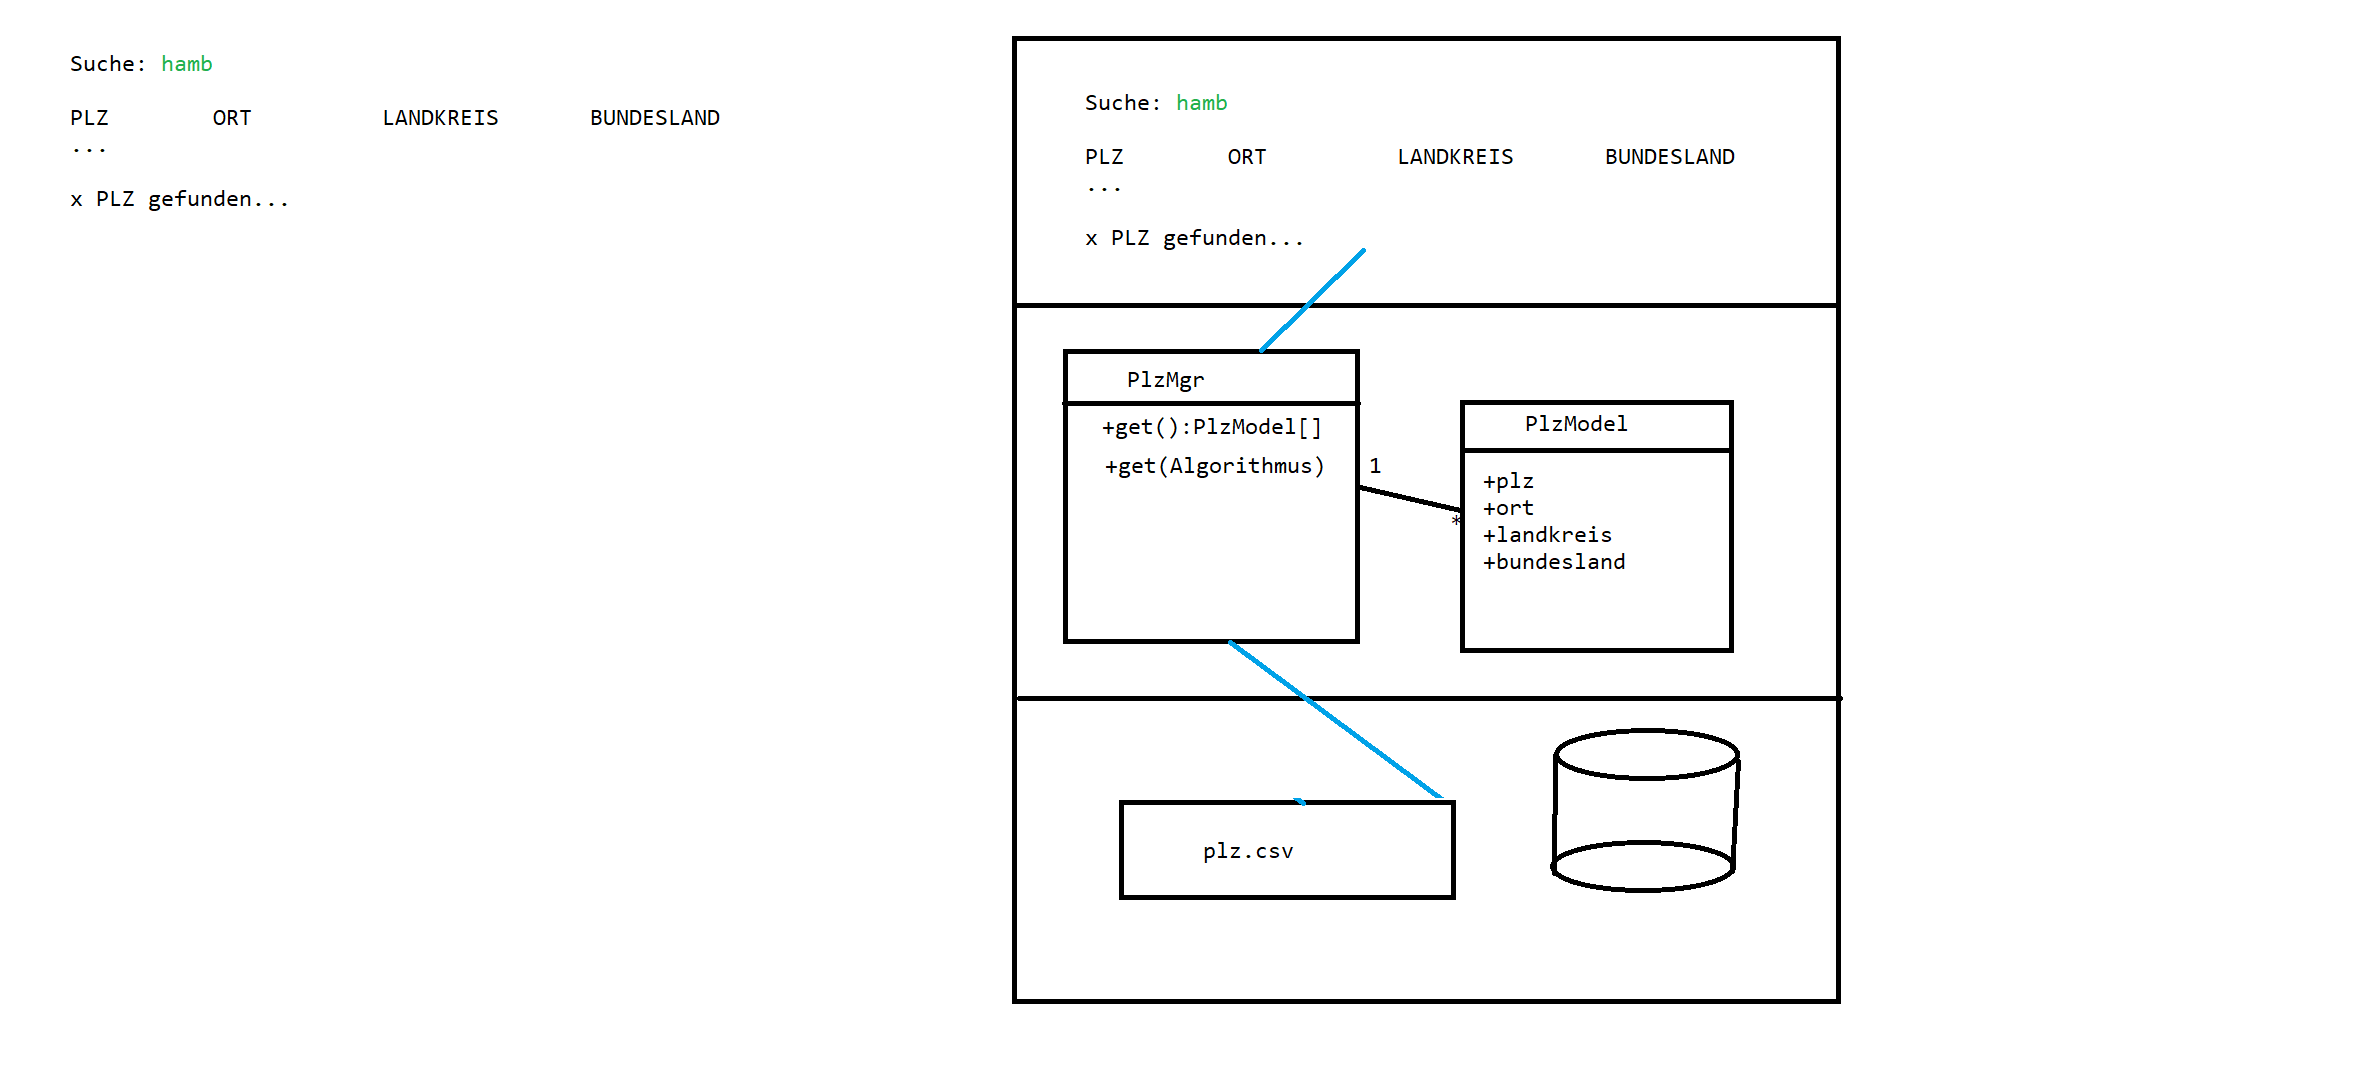 Suche: hamb
PLZ ORT LANDKREIS BUNDESLAND
...
x PLZ gefunden...
Suche: hamb
PLZ ORT LANDKREIS BUNDESLAND
...
x PLZ gefunden...
PlzMgr
+get():PlzModel[]
+get(Algorithmus)
1
*
PlzModel
+plz
+ort
+landkreis
+bundesland
plz.csv